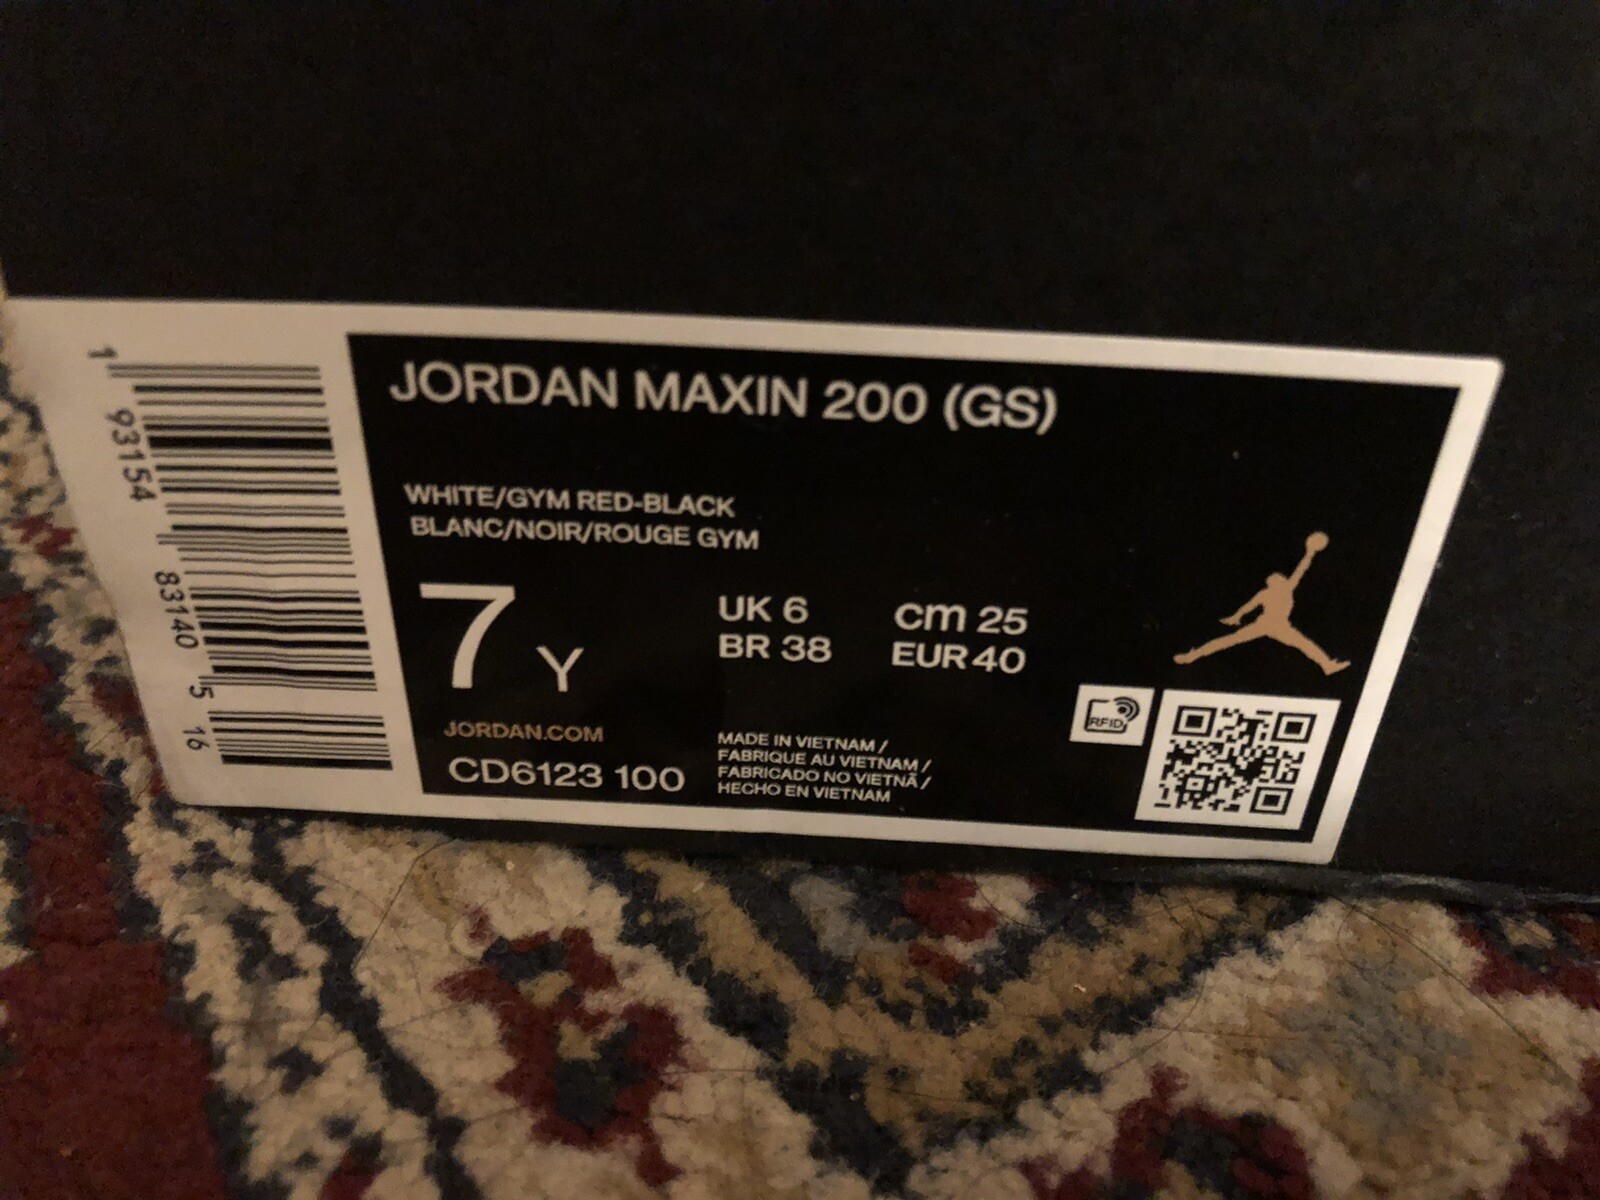 JORDAN MAXIN 200 (GS)
WHITE/GYM RED-BLACK
BLANC/NOIR/ROUGE GYM
7 Y
UK 6 cm 25
BR 38 EUR 40
JORDAN.COM
CD6123 100
MADE IN VIETNAM /
FABRIQUE AU VIETNAM /
FABRICADO NO VIETNÃ /
HECHO EN VIETNAM
RFID
1 93154 83140 5 16